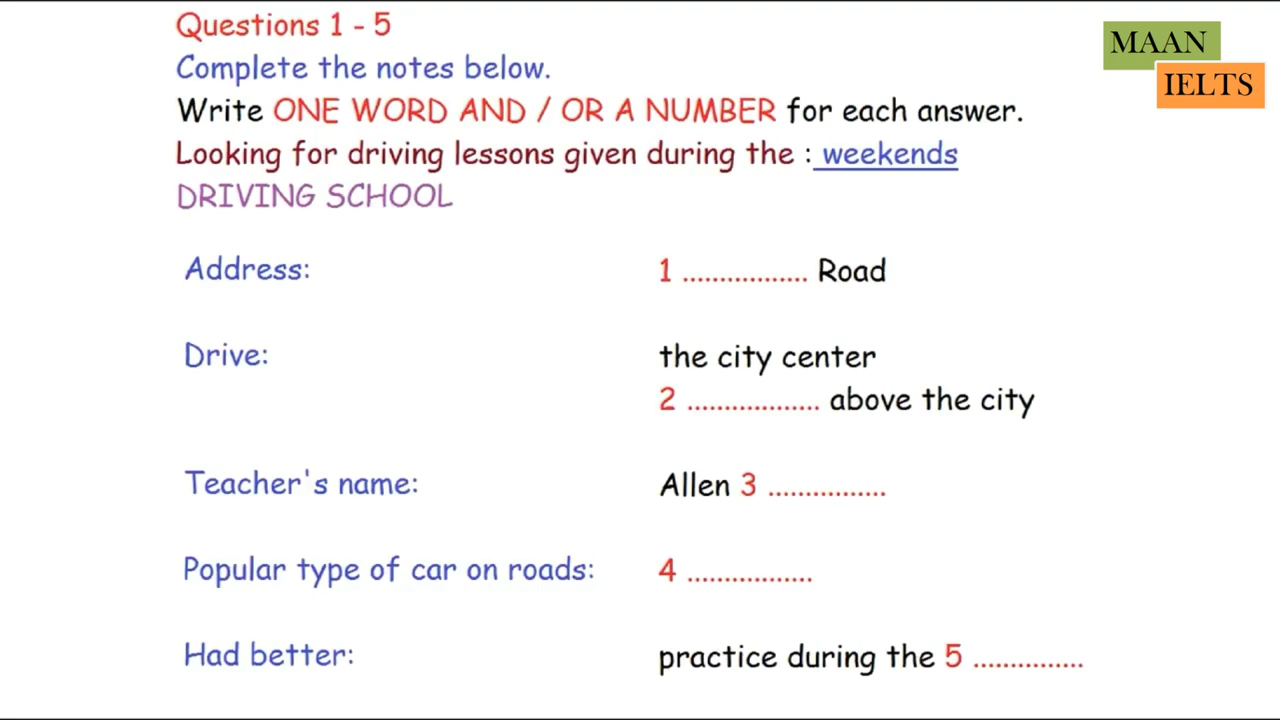 Questions 1 - 5
MAAN
IELTS
Complete the notes below.
Write ONE WORD AND / OR A NUMBER for each answer.
Looking for driving lessons given during the : weekends
DRIVING SCHOOL
Address: 1 ................. Road
Drive: the city center
2 .................. above the city
Teacher's name: Allen 3 ................
Popular type of car on roads: 4 .................
Had better: practice during the 5 ...............